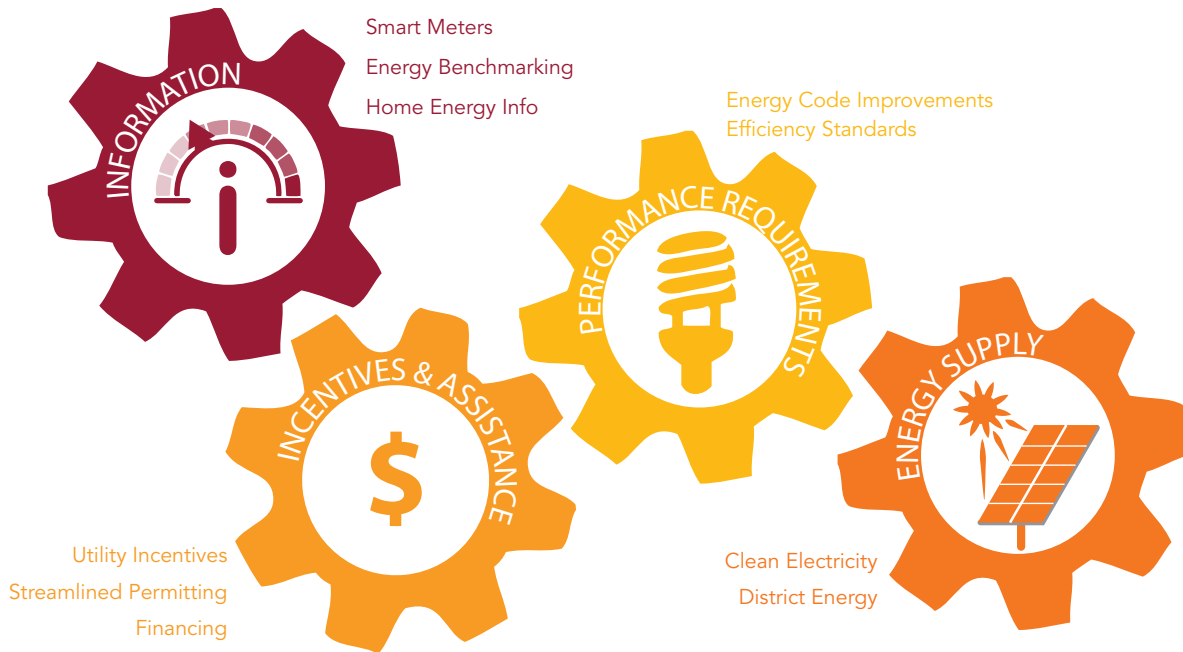 INFORMATION
Smart Meters
Energy Benchmarking
Home Energy Info
INCENTIVES & ASSISTANCE
$
Utility Incentives
Streamlined Permitting
Financing
PERFORMANCE REQUIREMENTS
Energy Code Improvements
Efficiency Standards
ENERGY SUPPLY
Clean Electricity
District Energy